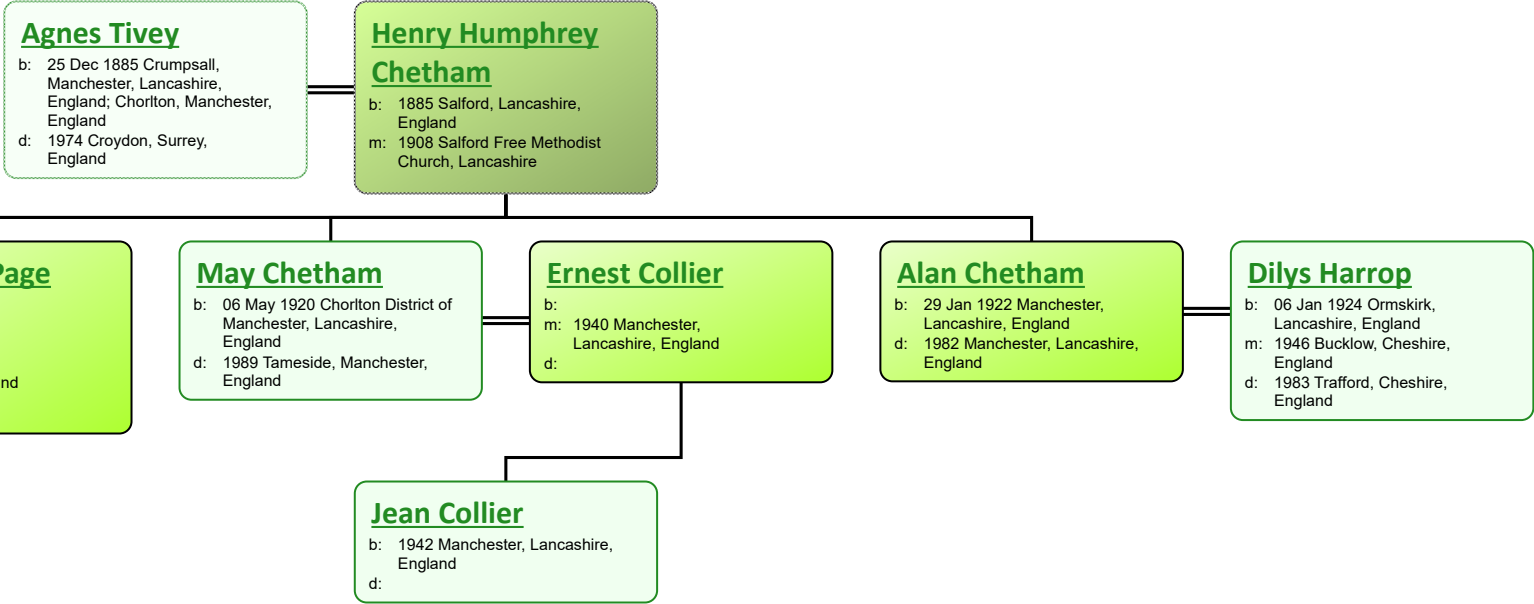 Agnes Tivey
b: 25 Dec 1885 Crumpsall,
Manchester, Lancashire,
England; Chorlton, Manchester,
England
d: 1974 Croydon, Surrey,
England
Henry Humphrey
Chetham
b: 1885 Salford, Lancashire,
England
m: 1908 Salford Free Methodist
Church, Lancashire
Page
nd
May Chetham
b: 06 May 1920 Chorlton District of
Manchester, Lancashire,
England
d: 1989 Tameside, Manchester,
England
Ernest Collier
b:
m: 1940 Manchester,
Lancashire, England
d:
Alan Chetham
b: 29 Jan 1922 Manchester,
Lancashire, England
d: 1982 Manchester, Lancashire,
England
Dilys Harrop
b: 06 Jan 1924 Ormskirk,
Lancashire, England
m: 1946 Bucklow, Cheshire,
England
d: 1983 Trafford, Cheshire,
England
Jean Collier
b: 1942 Manchester, Lancashire,
England
d: